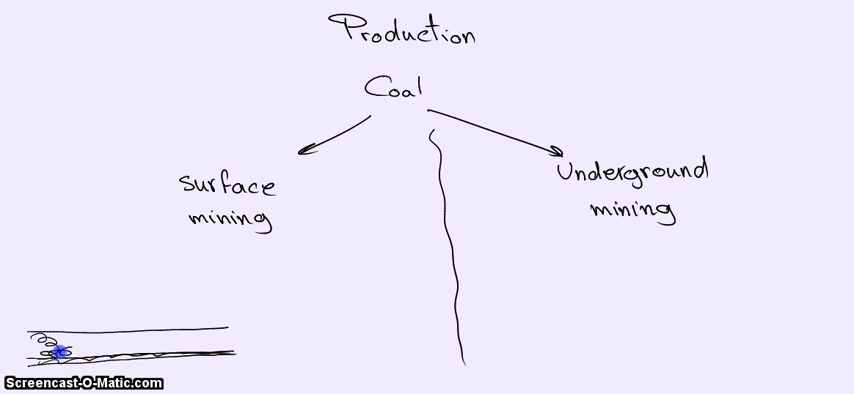 Production
Coal
surface
mining
Underground
mining
Screencast-O-Matic.com